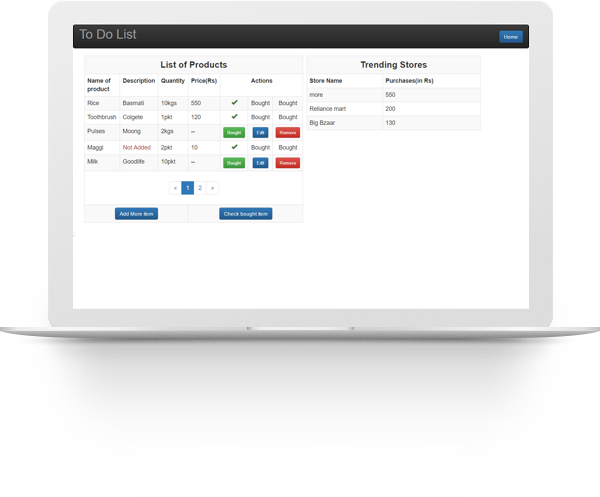 To Do List
Home
List of Products
Name of product Description Quantity Price(Rs) Actions
Rice Basmati 10kgs 550 ✔ Bought Bought
Toothbrush Colgete 1pkt 120 ✔ Bought Bought
Pulses Moong 2kgs -- Bought Edit Remove
Maggi Not Added 2pkt 10 ✔ Bought Bought
Milk Goodlife 10pkt -- Bought Edit Remove
« 1 2 »
Add More item Check bought item
Trending Stores
Store Name Purchases(in Rs)
more 550
Reliance mart 200
Big Bzaar 130